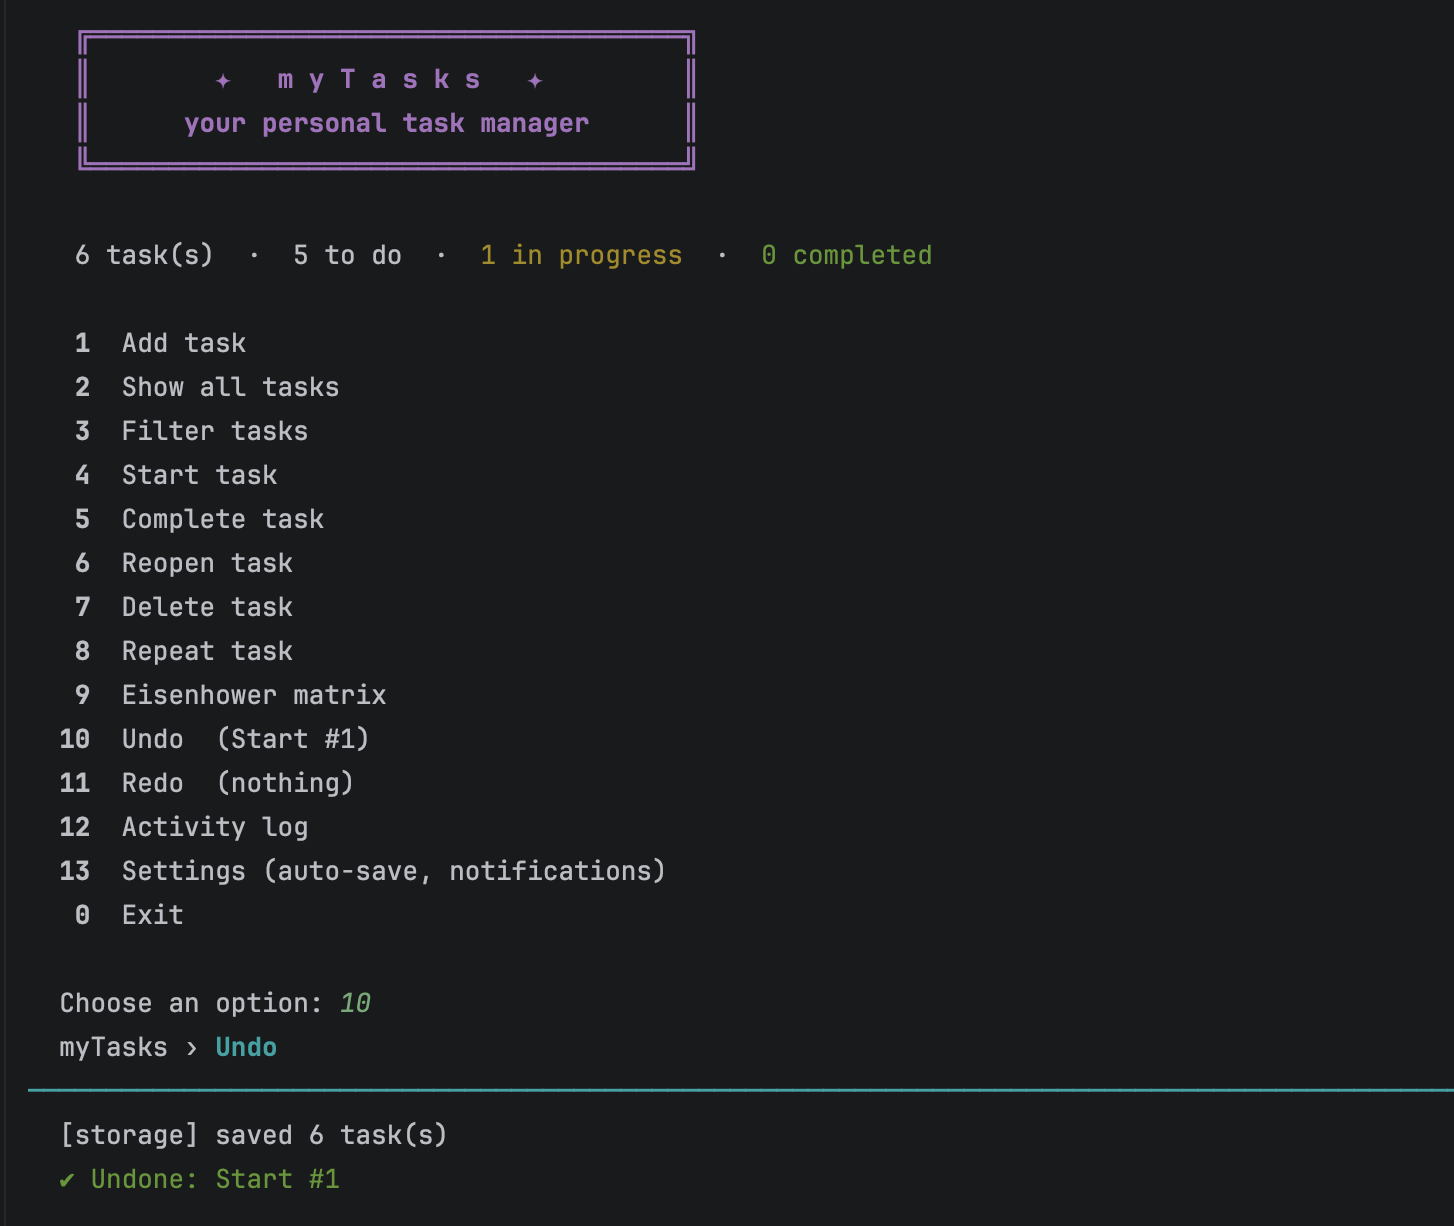 ✦ m y T a s k s ✦
your personal task manager
6 task(s) · 5 to do · 1 in progress · 0 completed
1 Add task
2 Show all tasks
3 Filter tasks
4 Start task
5 Complete task
6 Reopen task
7 Delete task
8 Repeat task
9 Eisenhower matrix
10 Undo (Start #1)
11 Redo (nothing)
12 Activity log
13 Settings (auto-save, notifications)
0 Exit
Choose an option: 10
myTasks › Undo
[storage] saved 6 task(s)
✔ Undone: Start #1